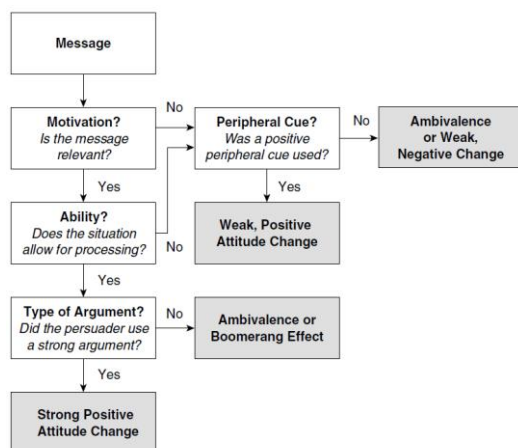 Message
Motivation?
Is the message
relevant?
No
Peripheral Cue?
Was a positive
peripheral cue used?
No
Ambivalence
or Weak,
Negative Change
Yes
Ability?
Does the situation
allow for processing?
No
Yes
Weak, Positive
Attitude Change
Yes
Type of Argument?
Did the persuader use
a strong argument?
No
Ambivalence or
Boomerang Effect
Yes
Strong Positive
Attitude Change